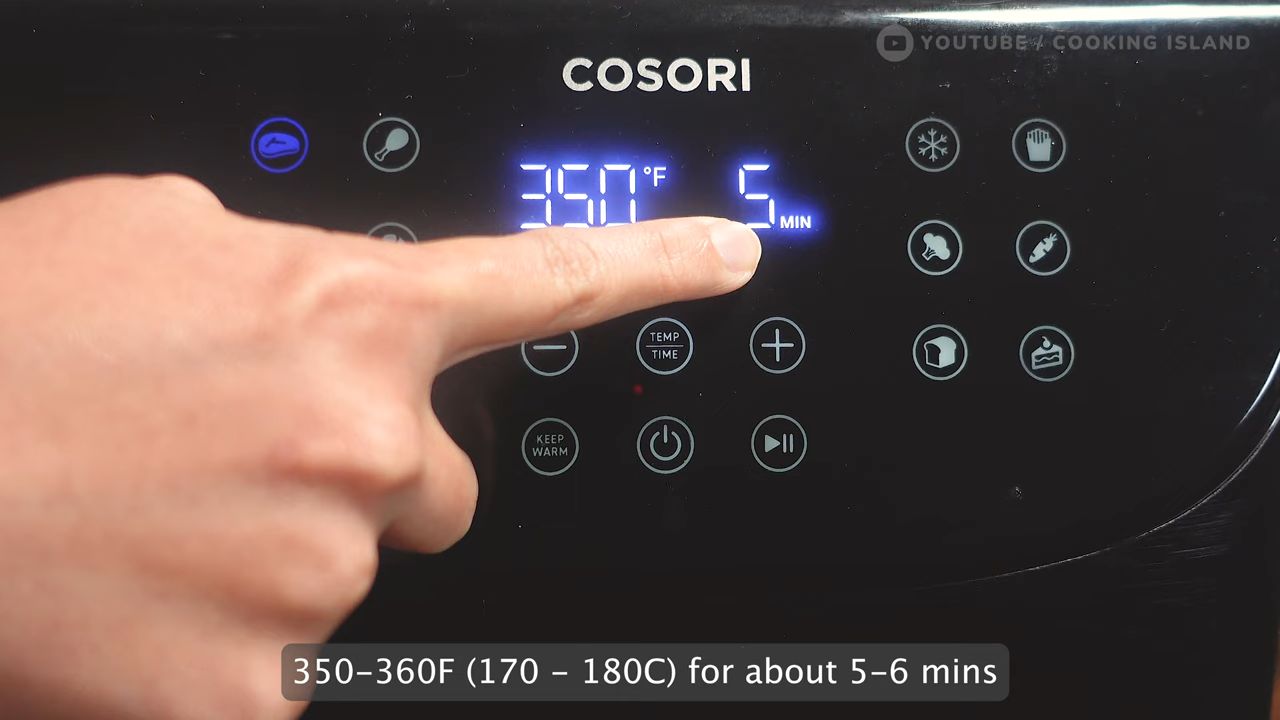 YOUTUBE / COOKING ISLAND
COSORI
350 °F 5 MIN
TEMP
TIME
KEEP
WARM
350-360F (170 - 180C) for about 5-6 mins